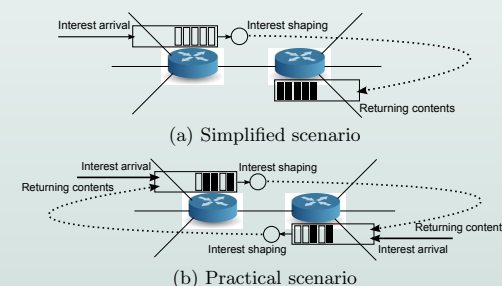 Interest arrival
Interest shaping
Returning contents
(a) Simplified scenario
Interest arrival
Interest shaping
Returning contents
Returning content
Interest shaping
Interest arrival
(b) Practical scenario